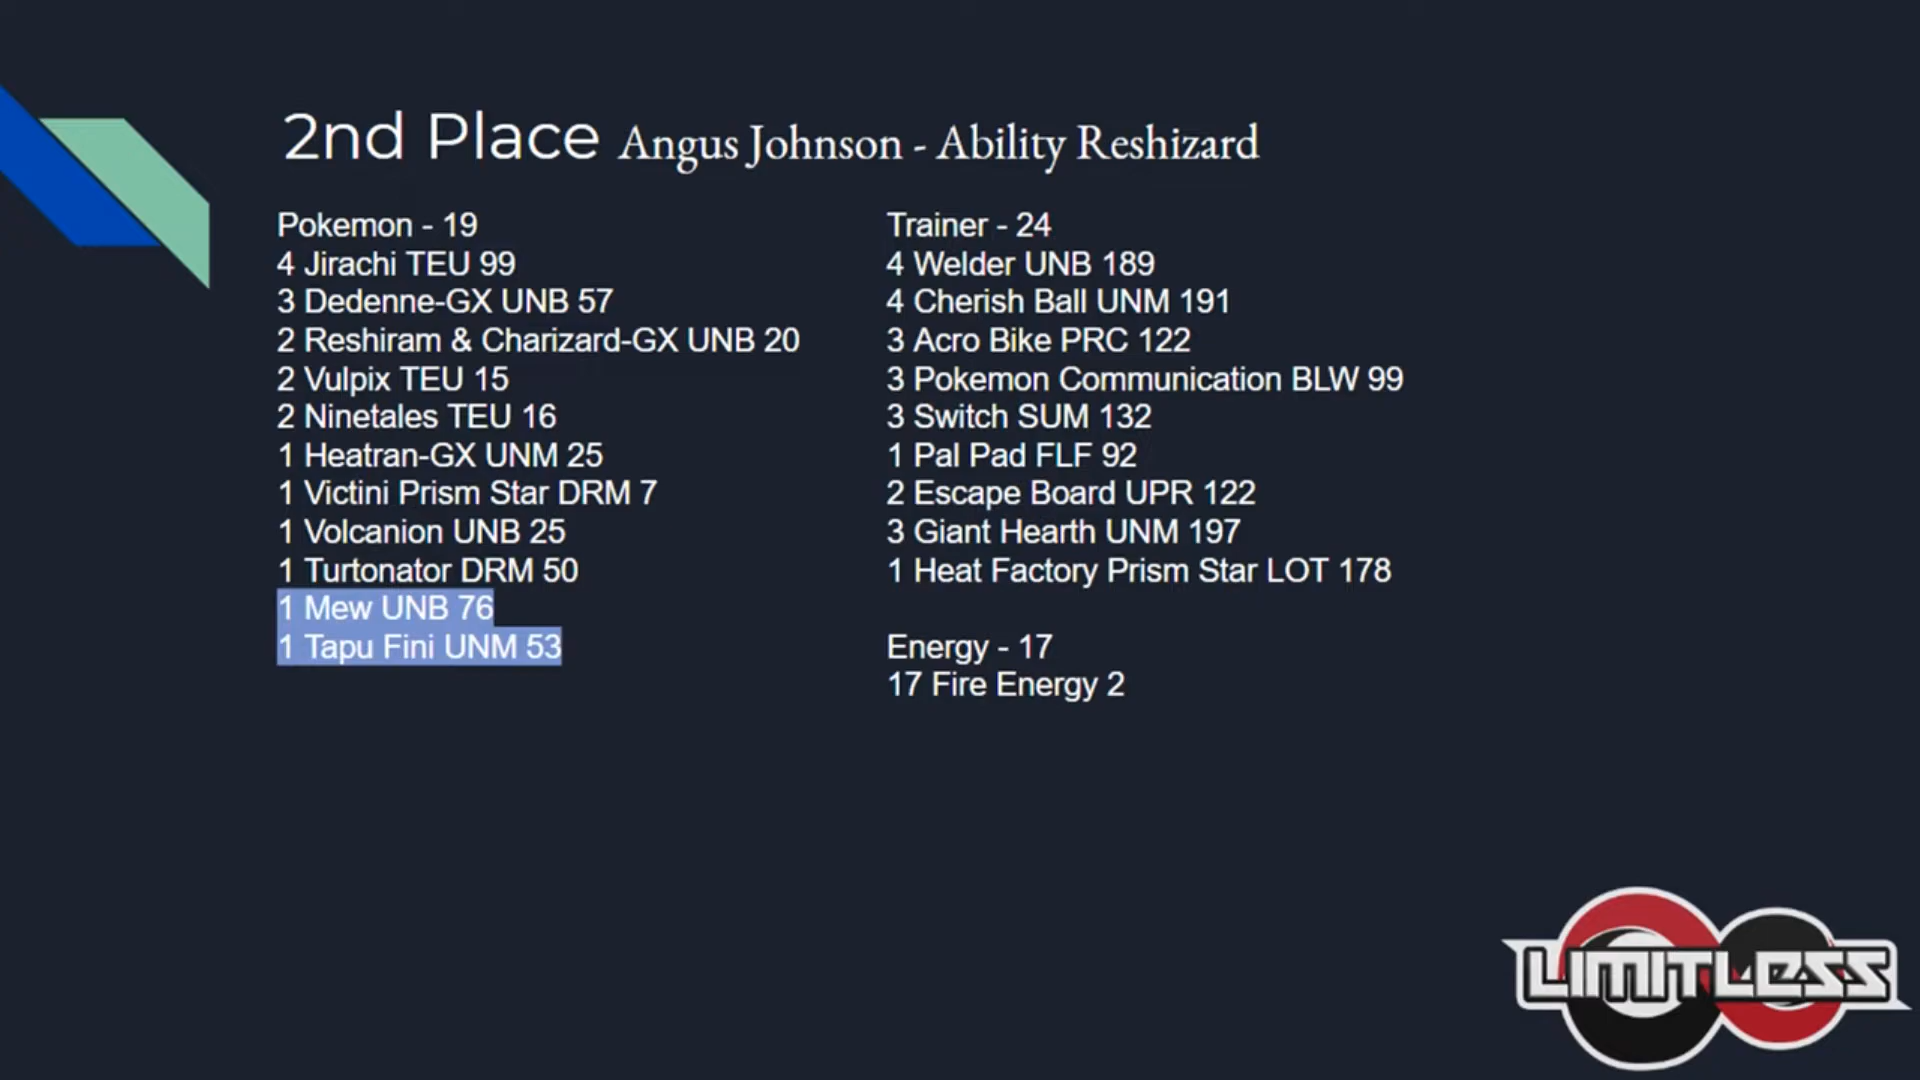 2nd Place Angus Johnson - Ability Reshizard
Pokemon - 19
4 Jirachi TEU 99
3 Dedenne-GX UNB 57
2 Reshiram & Charizard-GX UNB 20
2 Vulpix TEU 15
2 Ninetales TEU 16
1 Heatran-GX UNM 25
1 Victini Prism Star DRM 7
1 Volcanion UNB 25
1 Turtonator DRM 50
1 Mew UNB 76
1 Tapu Fini UNM 53
Trainer - 24
4 Welder UNB 189
4 Cherish Ball UNM 191
3 Acro Bike PRC 122
3 Pokemon Communication BLW 99
3 Switch SUM 132
1 Pal Pad FLF 92
2 Escape Board UPR 122
3 Giant Hearth UNM 197
1 Heat Factory Prism Star LOT 178
Energy - 17
17 Fire Energy 2
LIMITLESS